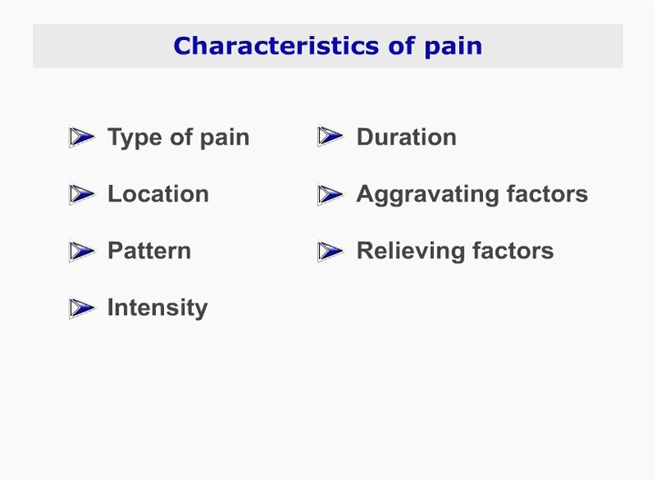 Characteristics of pain
Type of pain
Location
Pattern
Intensity
Duration
Aggravating factors
Relieving factors